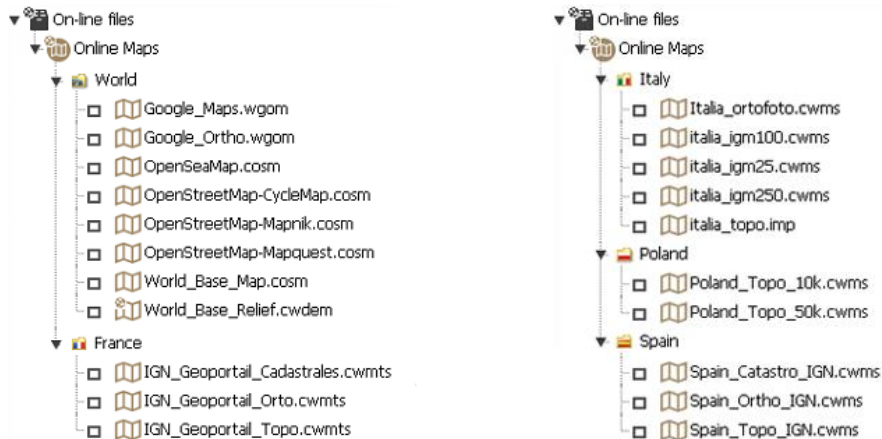 On-line files
Online Maps
World
Google_Maps.wgom
Google_Ortho.wgom
OpenSeaMap.cosm
OpenStreetMap-CycleMap.cosm
OpenStreetMap-Mapnik.cosm
OpenStreetMap-Mapquest.cosm
World_Base_Map.cosm
World_Base_Relief.cwdem
France
IGN_Geoportail_Cadastrales.cwmts
IGN_Geoportail_Orto.cwmts
IGN_Geoportail_Topo.cwmts
On-line files
Online Maps
Italy
Italia_ortofoto.cwms
italia_igm100.cwms
italia_igm25.cwms
italia_igm250.cwms
italia_topo.imp
Poland
Poland_Topo_10k.cwms
Poland_Topo_50k.cwms
Spain
Spain_Catastro_IGN.cwms
Spain_Ortho_IGN.cwms
Spain_Topo_IGN.cwms